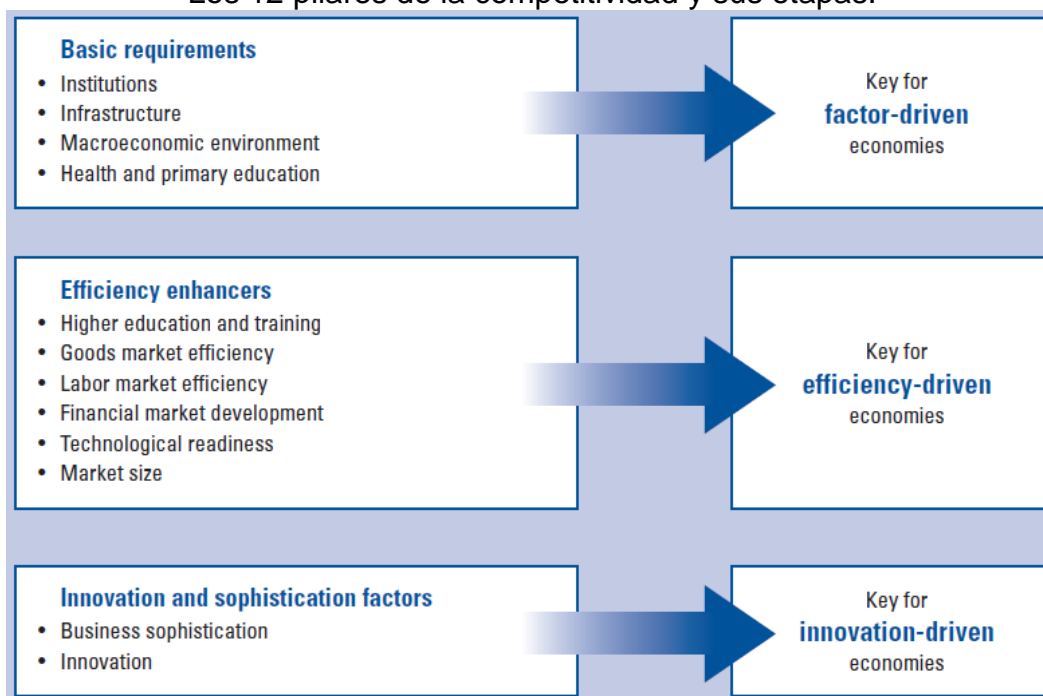 Los 12 pilares de la competitividad y sus etapas.
Basic requirements
• Institutions
• Infrastructure
• Macroeconomic environment
• Health and primary education
Key for
factor-driven
economies
Efficiency enhancers
• Higher education and training
• Goods market efficiency
• Labor market efficiency
• Financial market development
• Technological readiness
• Market size
Key for
efficiency-driven
economies
Innovation and sophistication factors
• Business sophistication
• Innovation
Key for
innovation-driven
economies